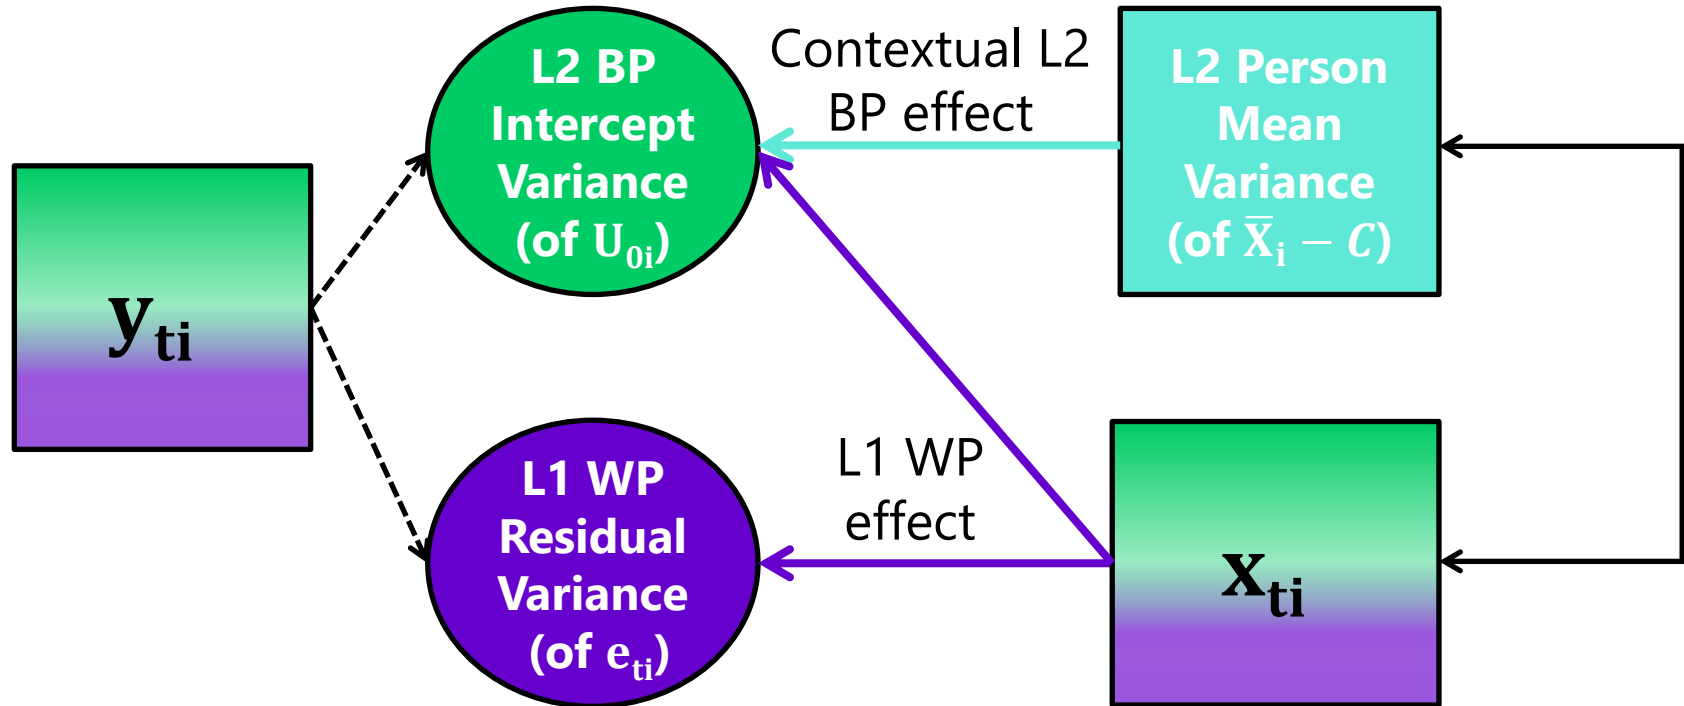 L2 BP
Intercept
Variance
(of U₀ᵢ)
Contextual L2
BP effect
L2 Person
Mean
Variance
(of X̅ᵢ − C)
yₜᵢ
L1 WP
Residual
Variance
(of eₜᵢ)
L1 WP
effect
xₜᵢ